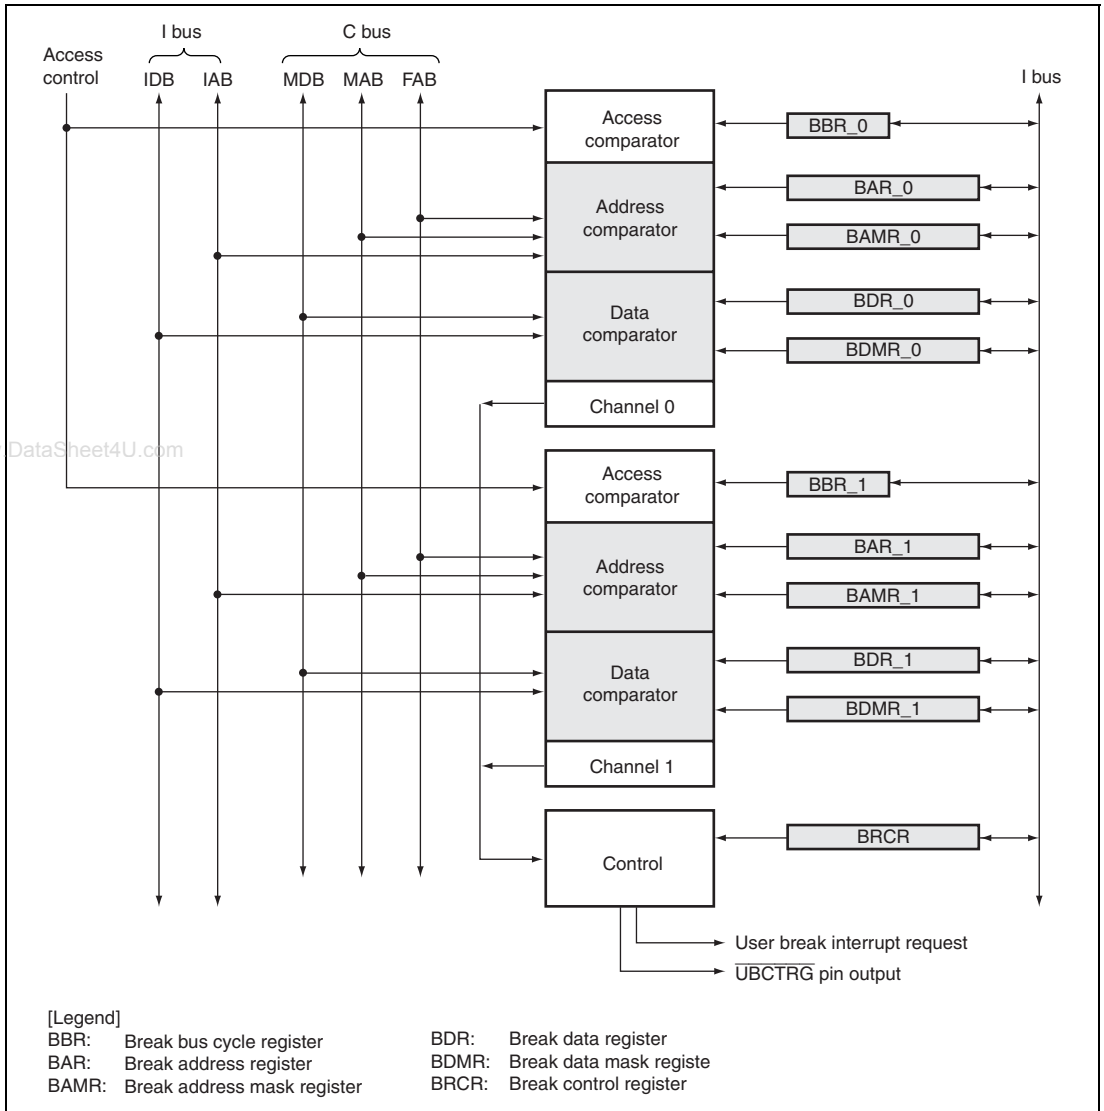 I bus
C bus
Access
control
IDB
IAB
MDB
MAB
FAB
I bus
Access
comparator
BBR_0
Address
comparator
BAR_0
BAMR_0
Data
comparator
BDR_0
BDMR_0
Channel 0
DataSheet4U.com
Access
comparator
BBR_1
Address
comparator
BAR_1
BAMR_1
Data
comparator
BDR_1
BDMR_1
Channel 1
Control
BRCR
User break interrupt request
UBCTRG pin output
[Legend]
BBR: Break bus cycle register
BAR: Break address register
BAMR: Break address mask register
BDR: Break data register
BDMR: Break data mask registe
BRCR: Break control register